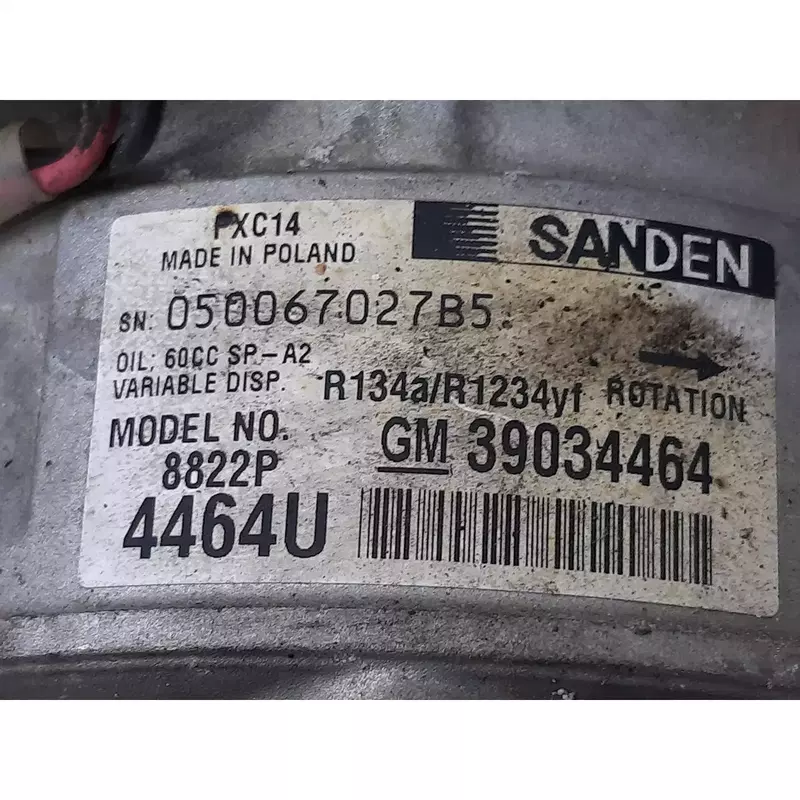 PXC14
MADE IN POLAND
SANDEN
SN: 050067027B5
OIL: 60CC SP-A2
VARIABLE DISP.
R134a/R1234yf ROTATION
MODEL NO.
8822P
GM 39034464
4464U